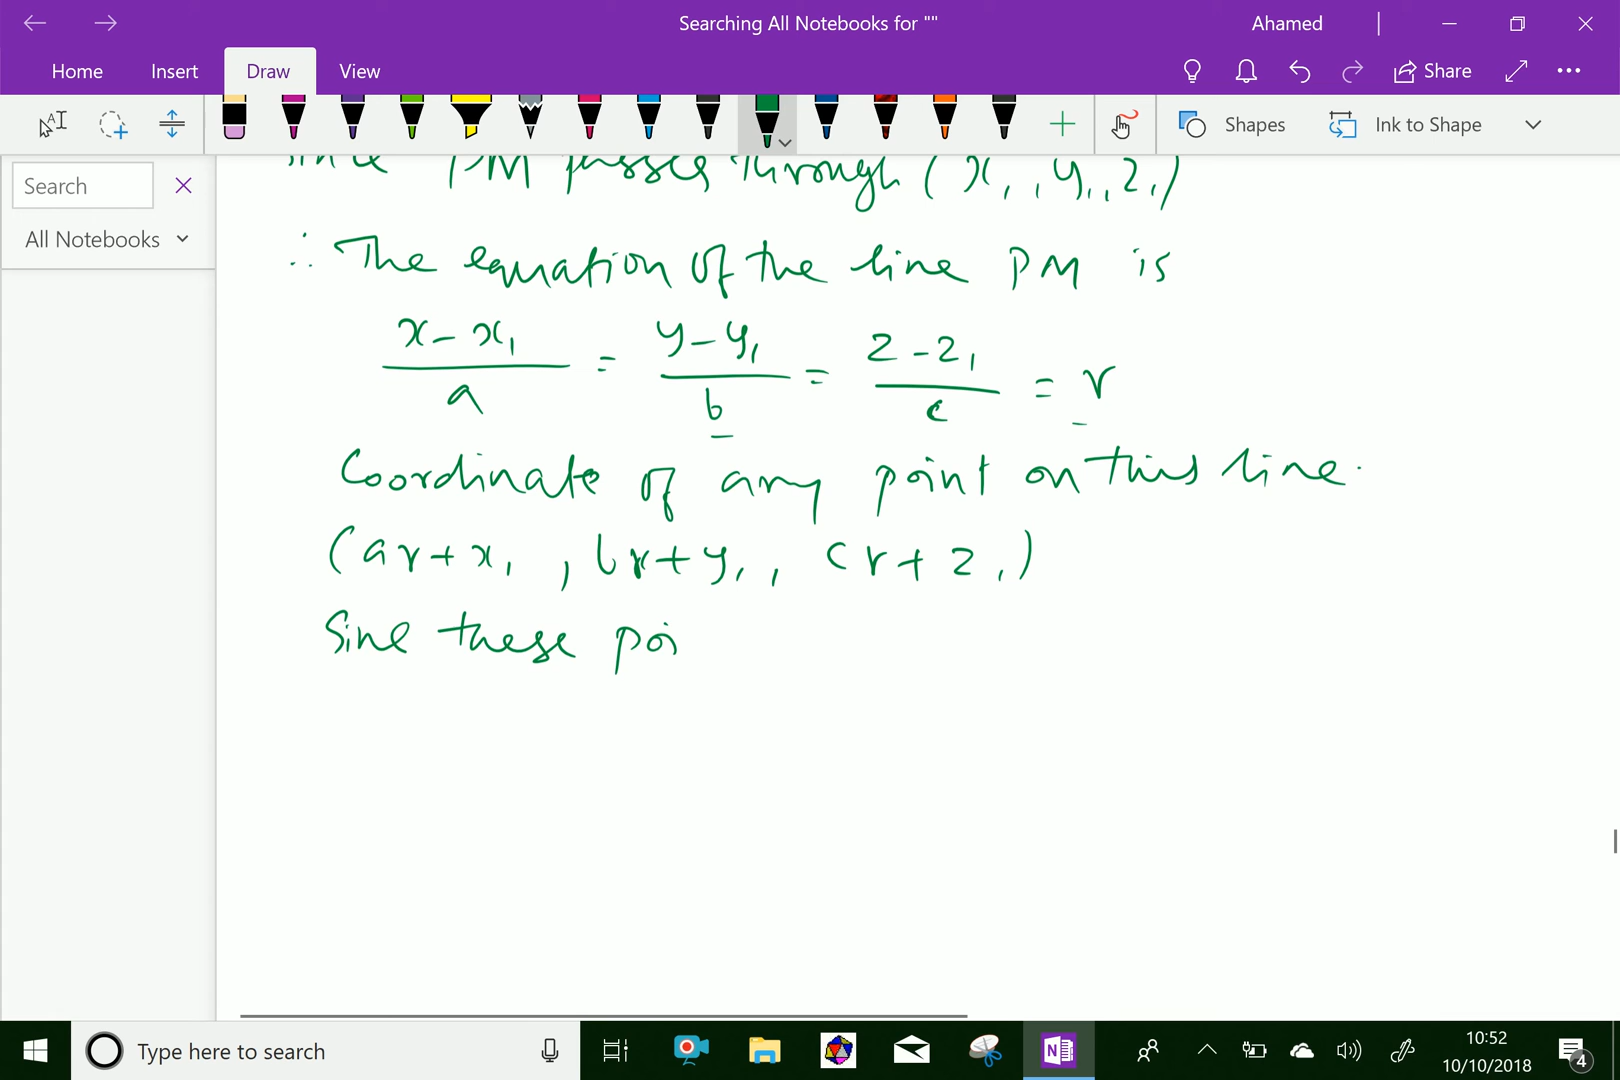 Searching All Notebooks for ""
Ahamed
Home
Insert
Draw
View
Share
Shapes
Ink to Shape
Search
All Notebooks
Since PM passes through (x₁, y₁, z₁)
∴ The equation of the line PM is
x - x₁ / a = y - y₁ / b = z - z₁ / c = r
Coordinate of any point on this line.
(ar + x₁, br + y₁, cr + z₁)
Sine these poi
Type here to search
N
10:52
10/10/2018
4